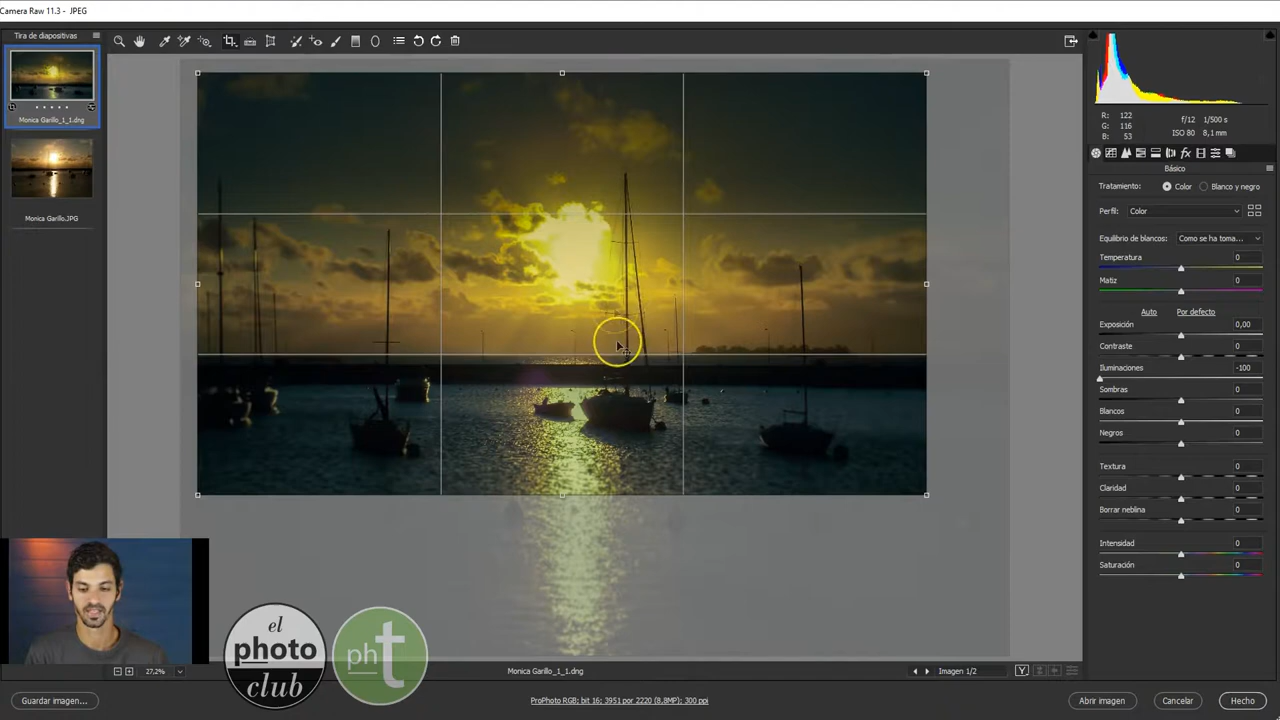 Camera Raw 11.3 - JPEG
Tira de diapositivas
Monica Garillo_1_1.dng
Monica Garillo.JPG
R: 122
G: 116
B: 53
f/12 1/500 s
ISO 80 8,1 mm
Básico
Tratamiento: Color Blanco y negro
Perfil: Color
Equilibrio de blancos: Como se ha toma...
Temperatura 0
Matiz 0
Auto Por defecto
Exposición 0,00
Contraste 0
Iluminaciones -100
Sombras 0
Blancos 0
Negros 0
Textura 0
Claridad 0
Borrar neblina 0
Intensidad 0
Saturación 0
el
photo
club
pht
27,2%
Monica Garillo_1_1.dng
Imagen 1/2
Y
Guardar imagen...
ProPhoto RGB; bit 16; 3951 por 2220 (8,8MP); 300 ppi
Abrir imagen
Cancelar
Hecho